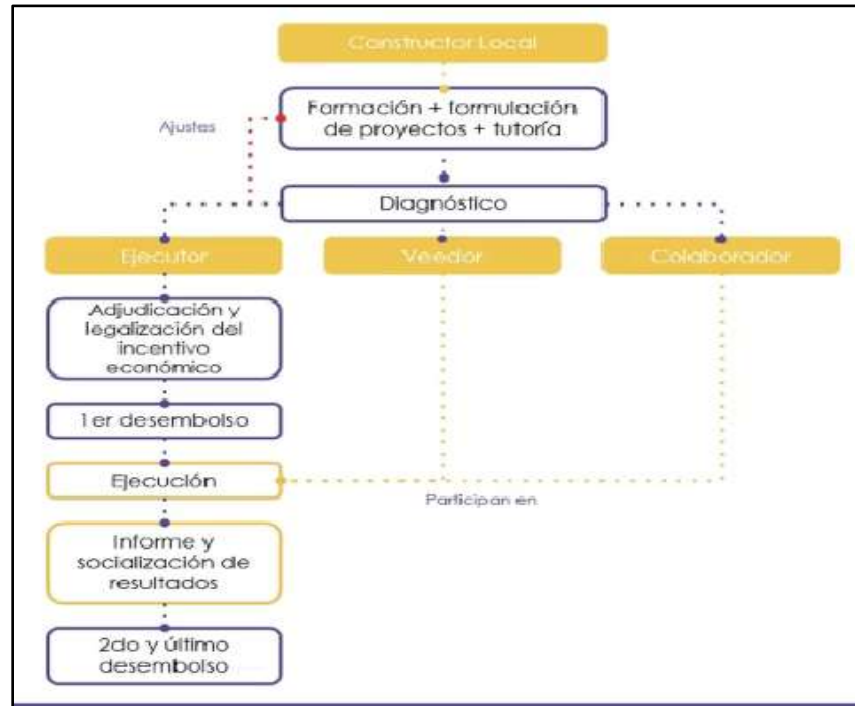 Constructor Local
Formación + formulación
de proyectos + tutoría
Ajustes
Diagnóstico
Ejecutor
Veedor
Colaborador
Adjudicación y
legalización del
incentivo
económico
1er desembolso
Ejecución
Participan en
Informe y
socialización de
resultados
2do y último
desembolso